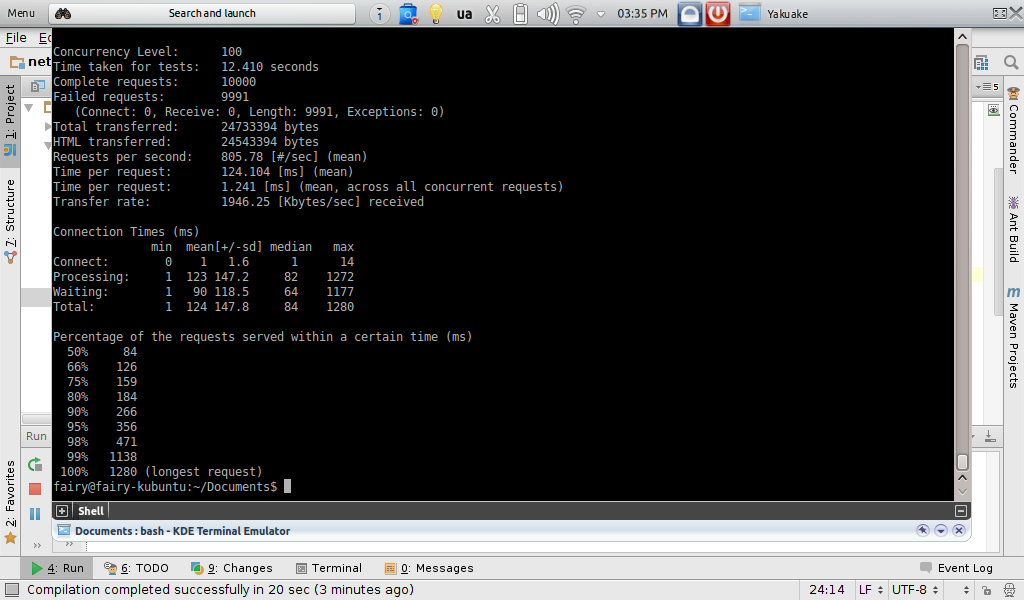 Menu Search and launch ua 03:35 PM Yakuake
File
net
5
Concurrency Level:      100
Time taken for tests:   12.410 seconds
Complete requests:      10000
Failed requests:        9991
   (Connect: 0, Receive: 0, Length: 9991, Exceptions: 0)
Total transferred:      24733394 bytes
HTML transferred:       24543394 bytes
Requests per second:    805.78 [#/sec] (mean)
Time per request:       124.104 [ms] (mean)
Time per request:       1.241 [ms] (mean, across all concurrent requests)
Transfer rate:          1946.25 [Kbytes/sec] received
Connection Times (ms)
              min  mean[+/-sd] median   max
Connect:        0    1   1.6      1      14
Processing:     1  123 147.2     82    1272
Waiting:        1   90 118.5     64    1177
Total:          1  124 147.8     84    1280
Percentage of the requests served within a certain time (ms)
  50%     84
  66%    126
  75%    159
  80%    184
  90%    266
  95%    356
  98%    471
  99%   1138
 100%   1280 (longest request)
fairy@fairy-kubuntu:~/Documents$
Shell
Documents : bash - KDE Terminal Emulator
1: Project
7: Structure
2: Favorites
Run
Commander
Ant Build
m Maven Projects
4: Run 6: TODO 9: Changes Terminal 0: Messages Event Log
Compilation completed successfully in 20 sec (3 minutes ago) 24:14 LF UTF-8